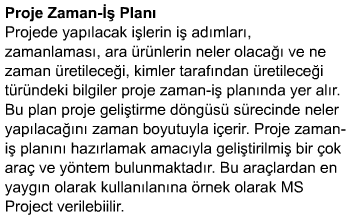 Proje Zaman-İş Planı
Projede yapılacak işlerin iş adımları,
zamanlaması, ara ürünlerin neler olacağı ve ne
zaman üretileceği, kimler tarafından üretileceği
türündeki bilgiler proje zaman-iş planında yer alır.
Bu plan proje geliştirme döngüsü sürecinde neler
yapılacağını zaman boyutuyla içerir. Proje zaman-
iş planını hazırlamak amacıyla geliştirilmiş bir çok
araç ve yöntem bulunmaktadır. Bu araçlardan en
yaygın olarak kullanılanına örnek olarak MS
Project verilebiilir.